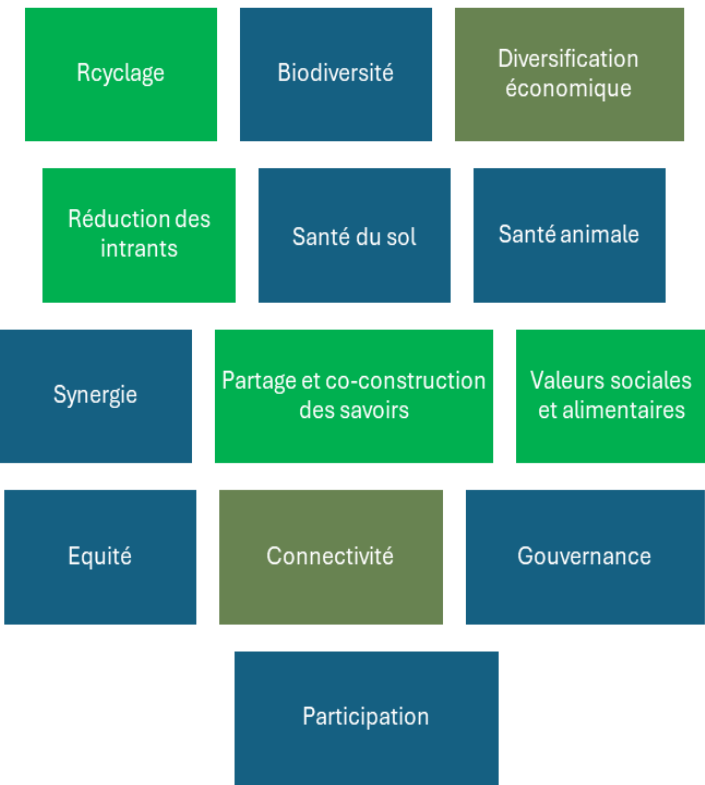 Rcyclage
Biodiversité
Diversification
économique
Réduction des
intrants
Santé du sol
Santé animale
Synergie
Partage et co-construction
des savoirs
Valeurs sociales
et alimentaires
Equité
Connectivité
Gouvernance
Participation